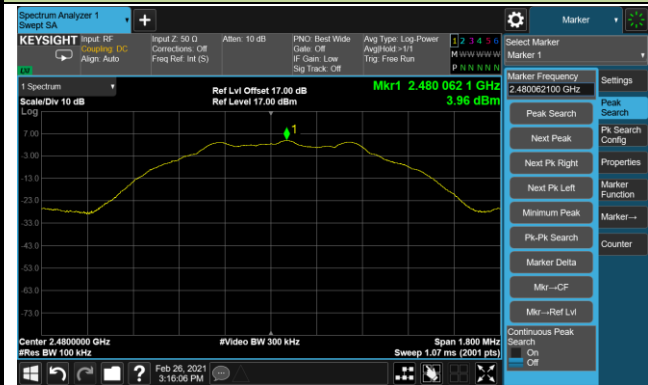 Spectrum Analyzer 1
Swept SA
Marker
KEYSIGHT
Input: RF
Coupling: DC
Align: Auto
Input Z: 50 Ω
Corrections: Off
Freq Ref: Int (S)
Atten: 10 dB
PNO: Best Wide
Gate: Off
IF Gain: Low
Sig Track: Off
Avg Type: Log-Power
Avg|Hold:>1/1
Trig: Free Run
1 2 3 4 5 6
M W W W W W
P N N N N N
Select Marker
Marker 1
1 Spectrum
Scale/Div 10 dB
Log
Ref Lvl Offset 17.00 dB
Ref Level 17.00 dBm
Mkr1 2.480 062 1 GHz
3.96 dBm
Marker Frequency
2.480062100 GHz
Peak Search
Next Peak
Next Pk Right
Next Pk Left
Minimum Peak
Pk-Pk Search
Marker Delta
Mkr→CF
Mkr→Ref Lvl
Continuous Peak
Search
On
Off
Settings
Peak
Search
Pk Search
Config
Properties
Marker
Function
Marker→
Counter
1
7.00
-3.00
-13.0
-23.0
-33.0
-43.0
-53.0
-63.0
-73.0
Center 2.4800000 GHz
#Res BW 100 kHz
#Video BW 300 kHz
Span 1.800 MHz
Sweep 1.07 ms (2001 pts)
?
Feb 26, 2021
3:16:06 PM